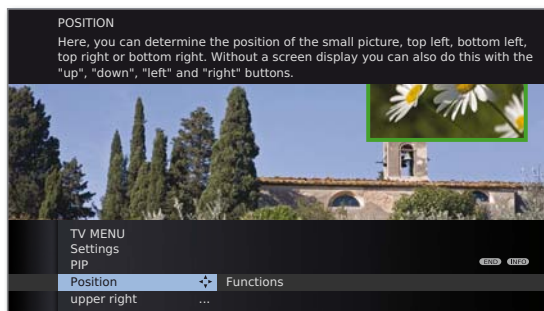 POSITION
Here, you can determine the position of the small picture, top left, bottom left,
top right or bottom right. Without a screen display you can also do this with the
"up", "down", "left" and "right" buttons.
TV MENU
Settings
PIP
END INFO
Position Functions
upper right ...